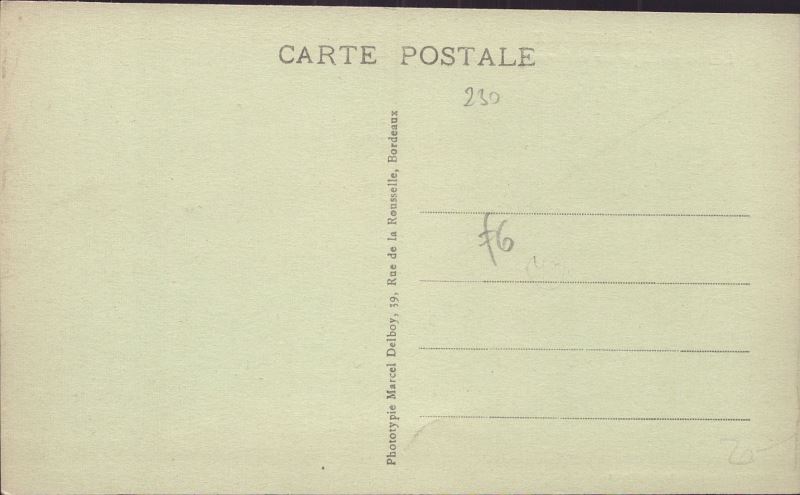 CARTE POSTALE
230
Phototypie Marcel Delboy, 39, Rue de la Rousselle, Bordeaux
f6